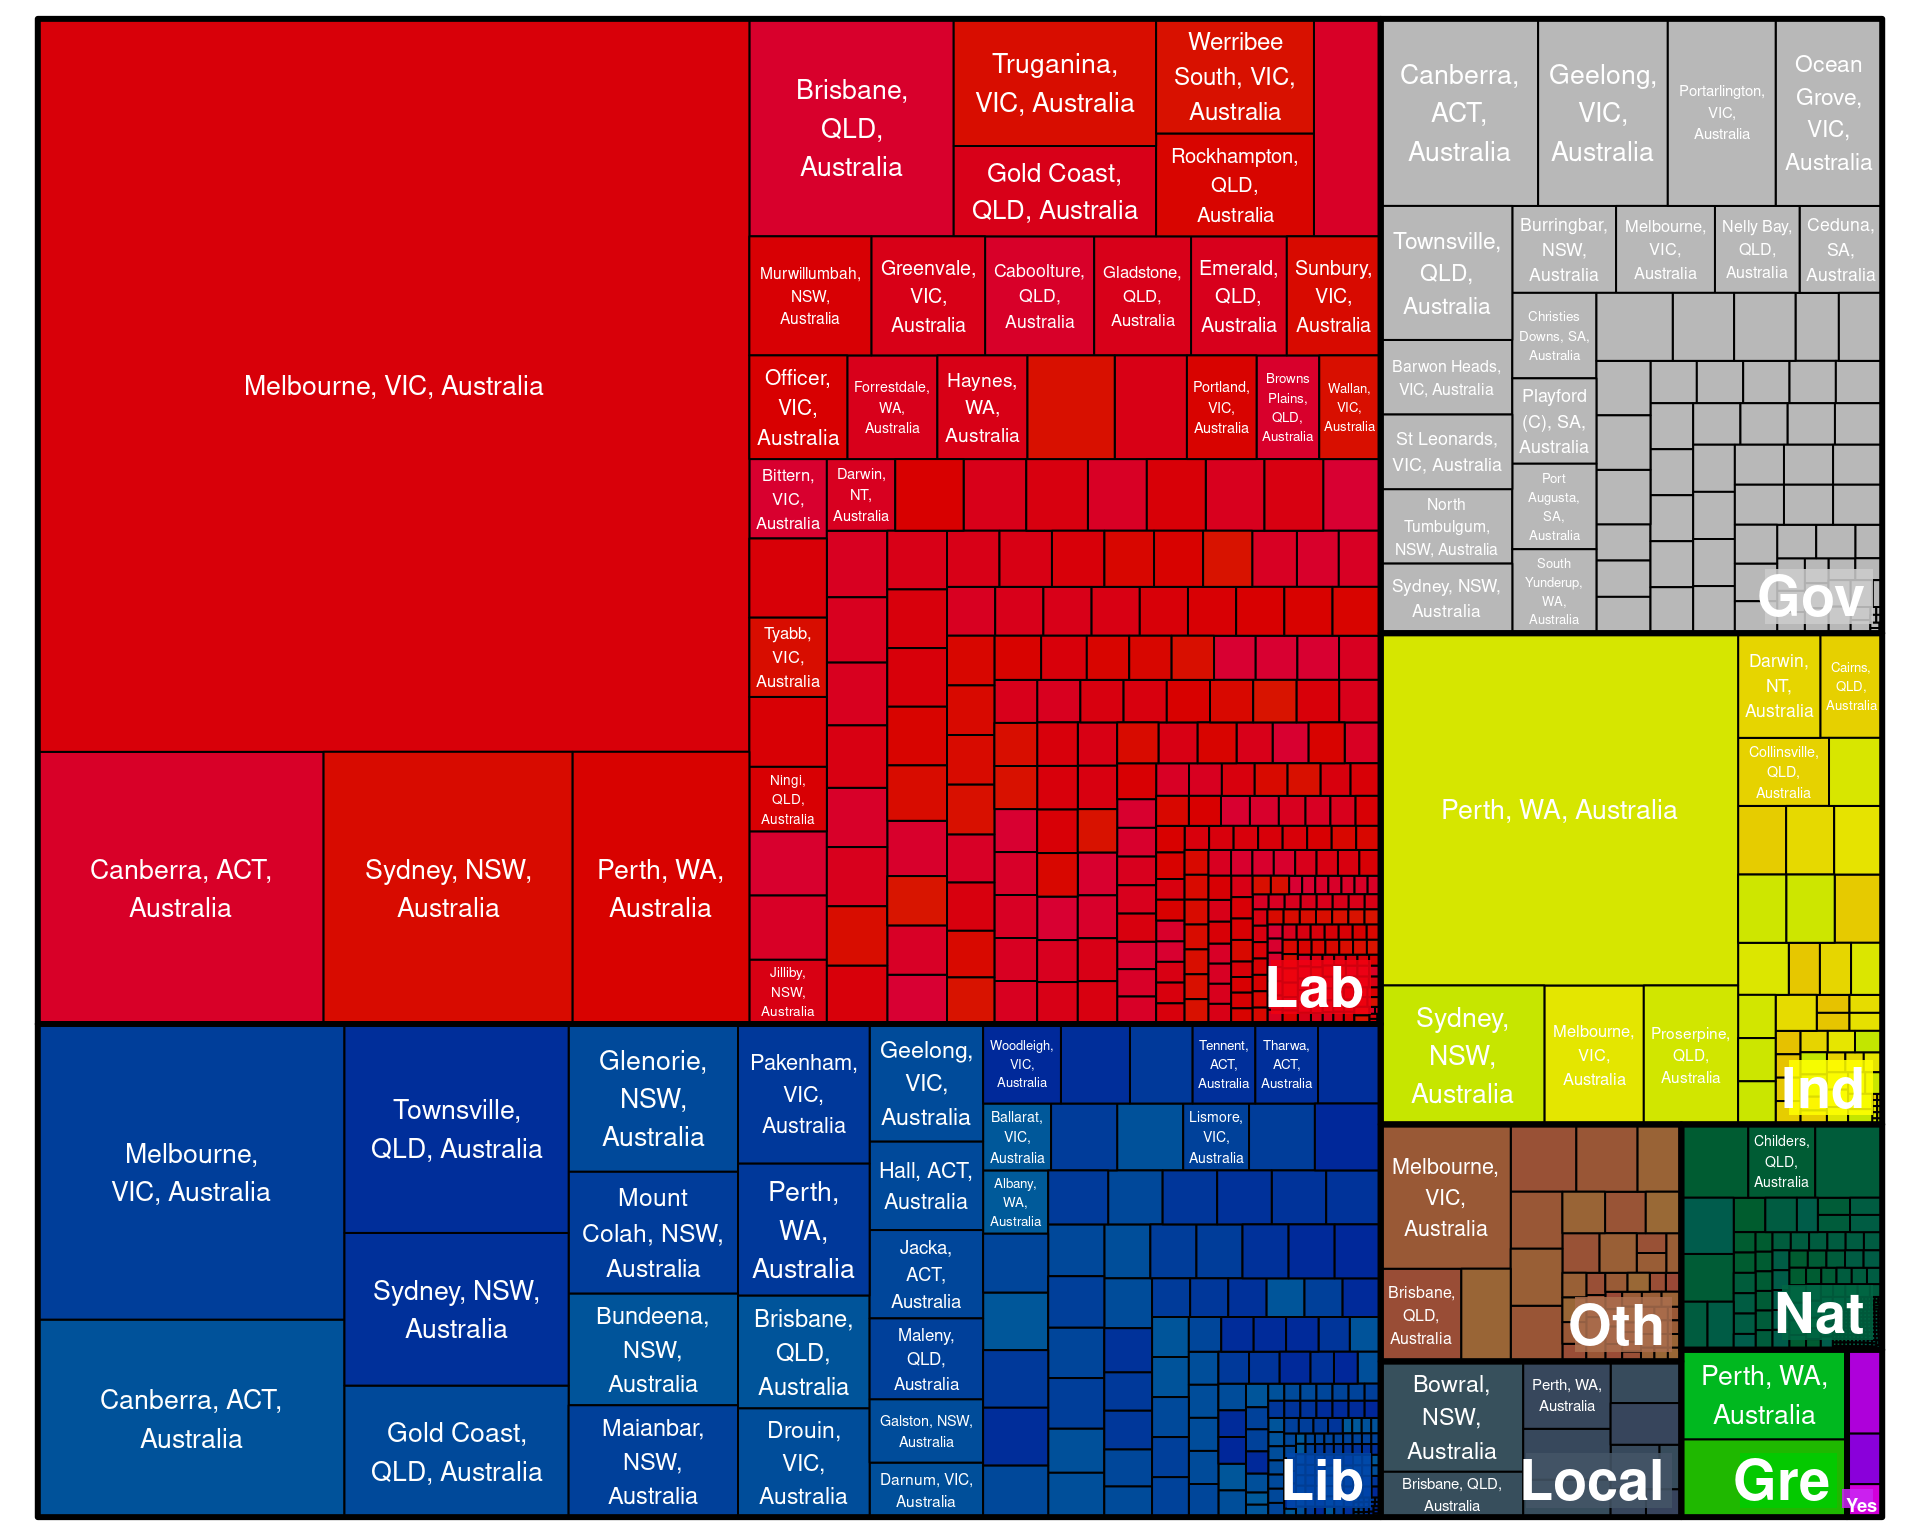 Melbourne, VIC, Australia
Canberra, ACT,
Australia
Sydney, NSW,
Australia
Perth, WA,
Australia
Brisbane,
QLD,
Australia
Truganina,
VIC, Australia
Gold Coast,
QLD, Australia
Werribee
South, VIC,
Australia
Rockhampton,
QLD,
Australia
Murwillumbah,
NSW,
Australia
Greenvale,
VIC,
Australia
Caboolture,
QLD,
Australia
Gladstone,
QLD,
Australia
Emerald,
QLD,
Australia
Sunbury,
VIC,
Australia
Officer,
VIC,
Australia
Forrestdale,
WA,
Australia
Haynes,
WA,
Australia
Portland,
VIC,
Australia
Browns
Plains,
QLD,
Australia
Wallan,
VIC,
Australia
Bittern,
VIC,
Australia
Darwin,
NT,
Australia
Tyabb,
VIC,
Australia
Ningi,
QLD,
Australia
Jilliby,
NSW,
Australia
Lab
Canberra,
ACT,
Australia
Geelong,
VIC,
Australia
Portarlington,
VIC,
Australia
Ocean
Grove,
VIC,
Australia
Townsville,
QLD,
Australia
Burringbar,
NSW,
Australia
Melbourne,
VIC,
Australia
Nelly Bay,
QLD,
Australia
Ceduna,
SA,
Australia
Christies
Downs, SA,
Australia
Barwon Heads,
VIC, Australia
Playford
(C), SA,
Australia
St Leonards,
VIC, Australia
Port
Augusta,
SA,
Australia
North
Tumbulgum,
NSW, Australia
South
Yunderup,
WA,
Australia
Sydney, NSW,
Australia
Gov
Perth, WA, Australia
Darwin,
NT,
Australia
Cairns,
QLD,
Australia
Collinsville,
QLD,
Australia
Sydney,
NSW,
Australia
Melbourne,
VIC,
Australia
Proserpine,
QLD,
Australia
Ind
Melbourne,
VIC, Australia
Canberra, ACT,
Australia
Townsville,
QLD, Australia
Sydney, NSW,
Australia
Gold Coast,
QLD, Australia
Glenorie,
NSW,
Australia
Mount
Colah, NSW,
Australia
Bundeena,
NSW,
Australia
Maianbar,
NSW,
Australia
Pakenham,
VIC,
Australia
Perth,
WA,
Australia
Brisbane,
QLD,
Australia
Drouin,
VIC,
Australia
Geelong,
VIC,
Australia
Hall, ACT,
Australia
Jacka,
ACT,
Australia
Maleny,
QLD,
Australia
Galston, NSW,
Australia
Darnum, VIC,
Australia
Woodleigh,
VIC,
Australia
Tennent,
ACT,
Australia
Tharwa,
ACT,
Australia
Ballarat,
VIC,
Australia
Lismore,
VIC,
Australia
Albany,
WA,
Australia
Lib
Melbourne,
VIC,
Australia
Brisbane,
QLD,
Australia
Oth
Childers,
QLD,
Australia
Nat
Bowral,
NSW,
Australia
Perth, WA,
Australia
Brisbane, QLD,
Australia
Local
Perth, WA,
Australia
Gre
Yes